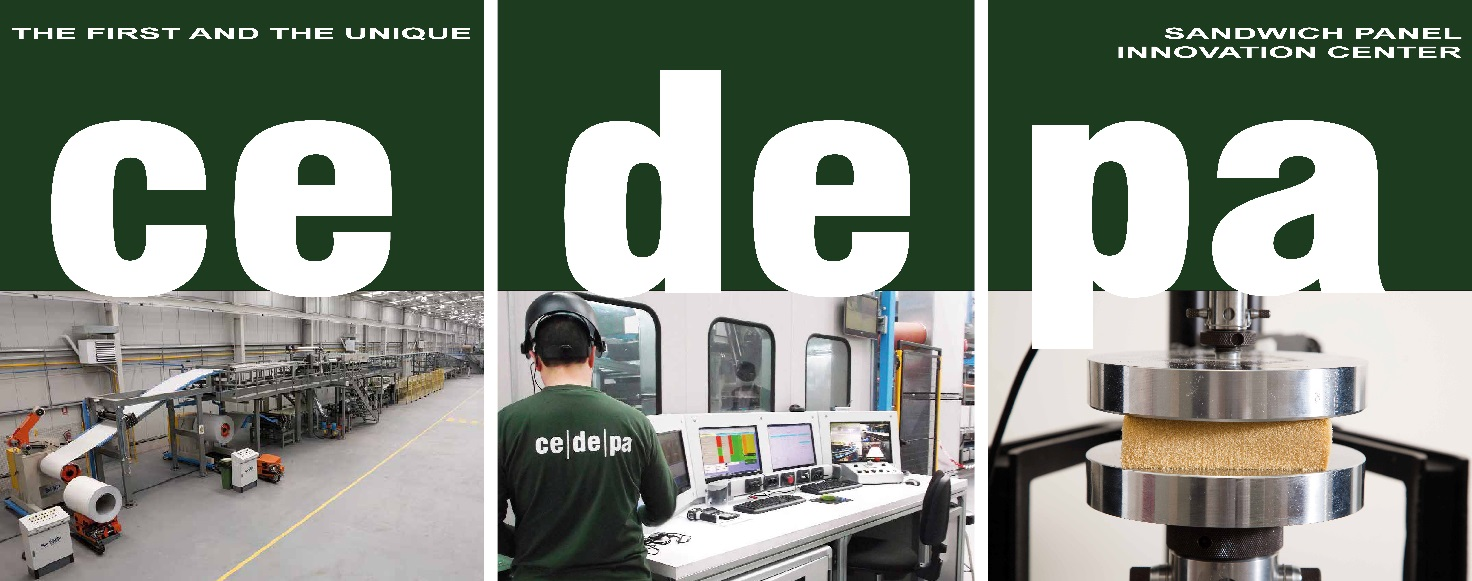 THE FIRST AND THE UNIQUE
SANDWICH PANEL
INNOVATION CENTER
ce de pa
ce|de|pa